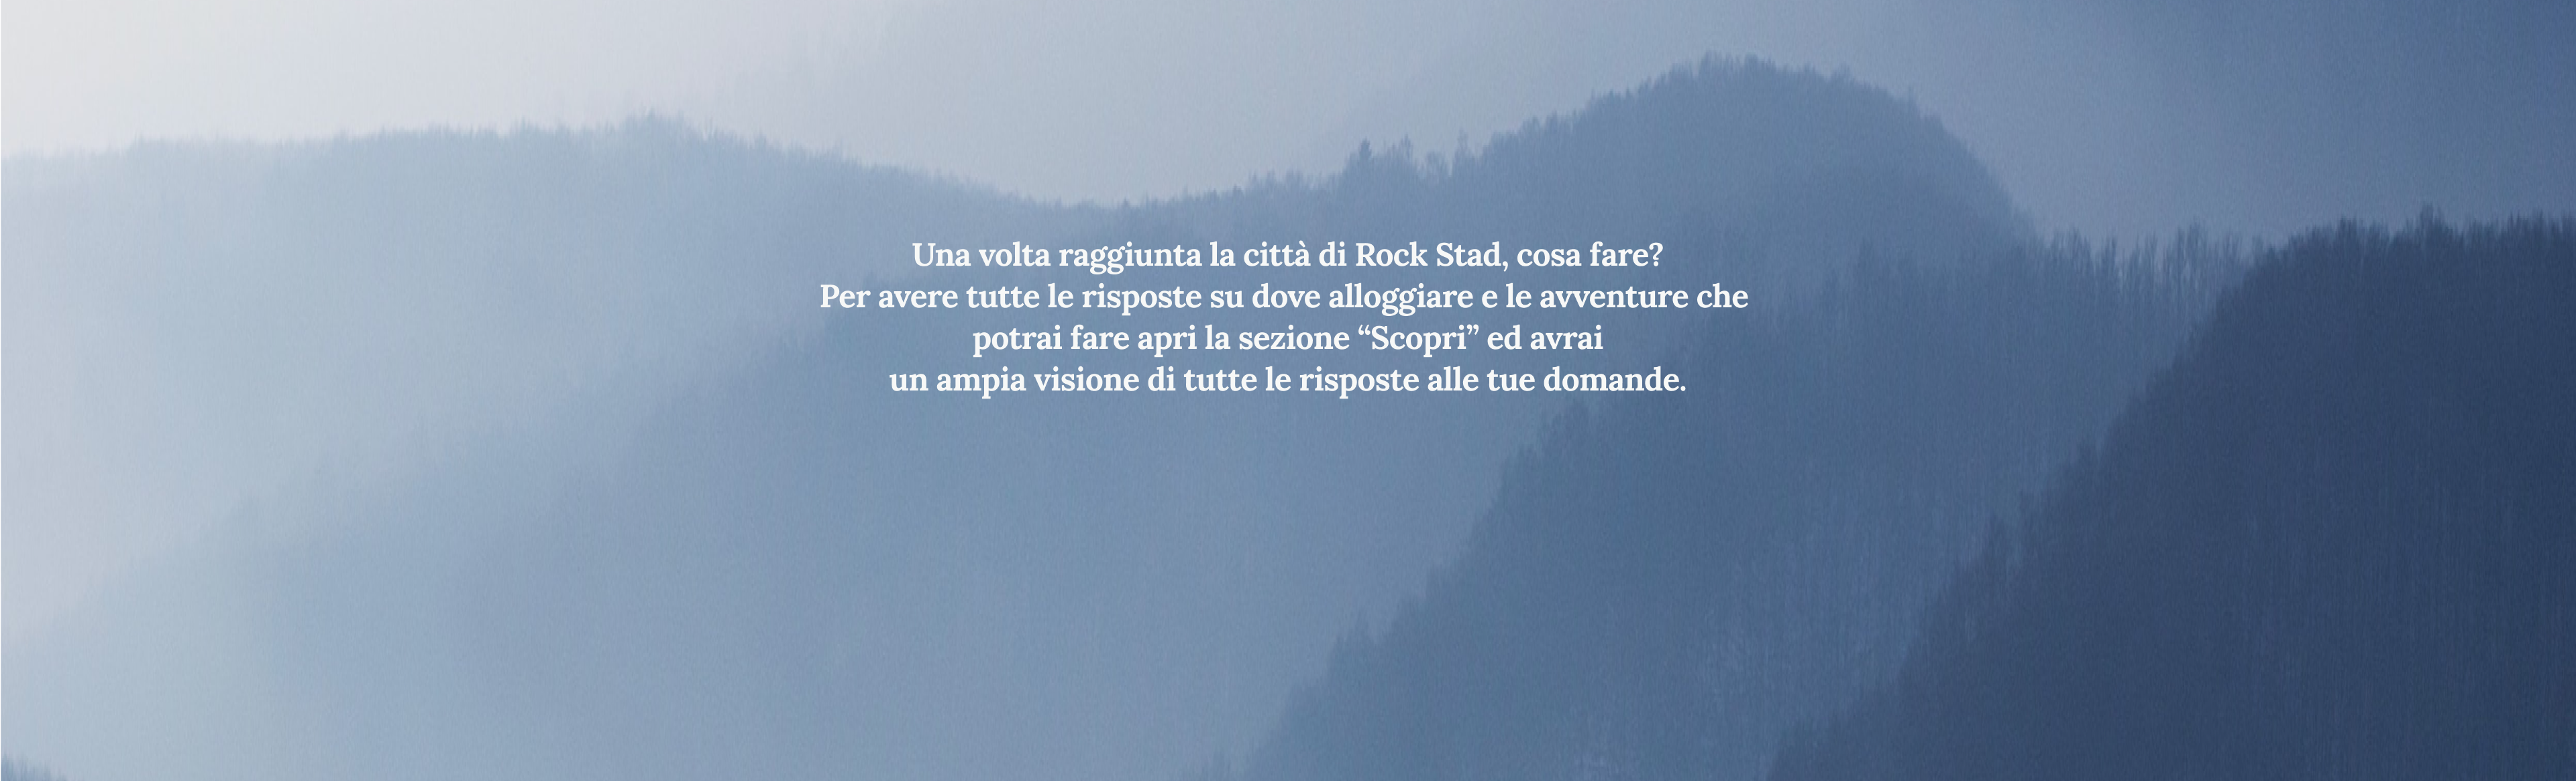 Una volta raggiunta la città di Rock Stad, cosa fare?
Per avere tutte le risposte su dove alloggiare e le avventure che
potrai fare apri la sezione “Scopri” ed avrai
un ampia visione di tutte le risposte alle tue domande.